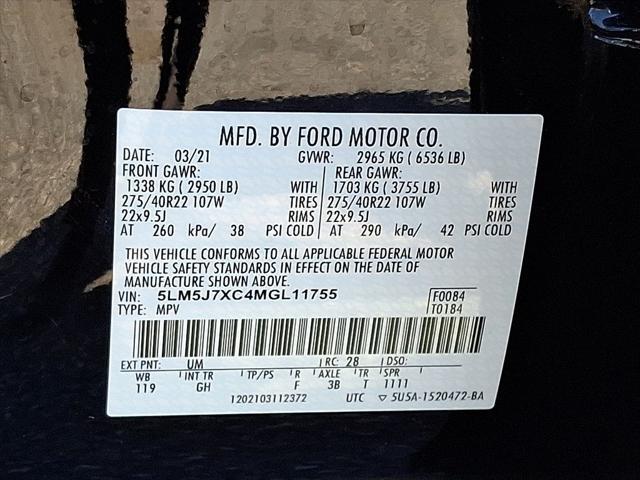 MFD. BY FORD MOTOR CO.
DATE: 03/21 GVWR: 2965 KG ( 6536 LB)
FRONT GAWR: REAR GAWR:
1338 KG ( 2950 LB) WITH 1703 KG ( 3755 LB) WITH
275/40R22 107W TIRES 275/40R22 107W TIRES
22x9.5J RIMS 22x9.5J RIMS
AT 260 kPa/ 38 PSI COLD AT 290 kPa/ 42 PSI COLD
THIS VEHICLE CONFORMS TO ALL APPLICABLE FEDERAL MOTOR
VEHICLE SAFETY STANDARDS IN EFFECT ON THE DATE OF
MANUFACTURE SHOWN ABOVE.
VIN: 5LM5J7XC4MGL11755 F0084
TYPE: MPV T0184
EXT PNT: UM RC: 28 DSO:
WB INT TR TP/PS R AXLE TR SPR
119 GH F 3B T 1111
1202103112372 UTC ▽ 5U5A-1520472-BA